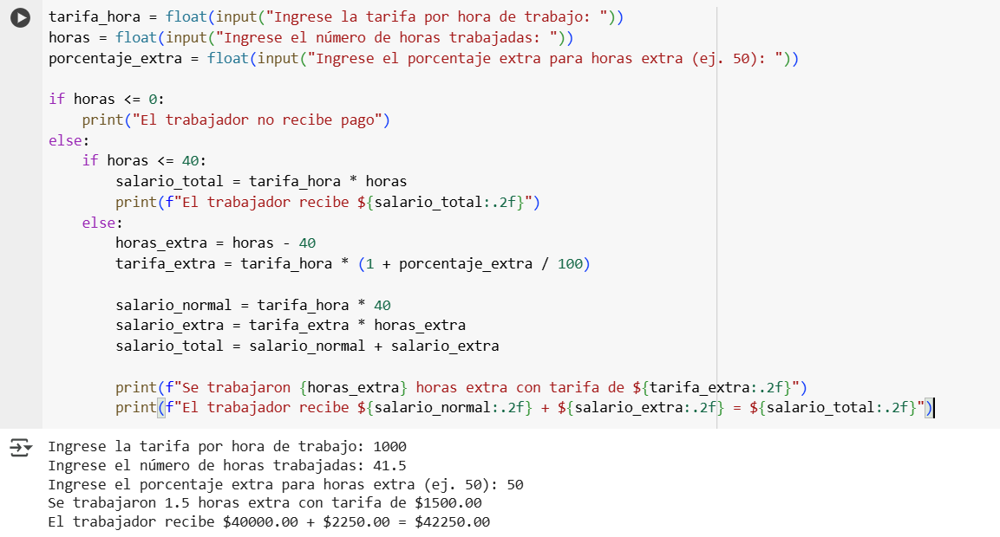 tarifa_hora = float(input("Ingrese la tarifa por hora de trabajo: "))
horas = float(input("Ingrese el número de horas trabajadas: "))
porcentaje_extra = float(input("Ingrese el porcentaje extra para horas extra (ej. 50): "))

if horas <= 0:
    print("El trabajador no recibe pago")
else:
    if horas <= 40:
        salario_total = tarifa_hora * horas
        print(f"El trabajador recibe ${salario_total:.2f}")
    else:
        horas_extra = horas - 40
        tarifa_extra = tarifa_hora * (1 + porcentaje_extra / 100)

        salario_normal = tarifa_hora * 40
        salario_extra = tarifa_extra * horas_extra
        salario_total = salario_normal + salario_extra

        print(f"Se trabajaron {horas_extra} horas extra con tarifa de ${tarifa_extra:.2f}")
        print(f"El trabajador recibe ${salario_normal:.2f} + ${salario_extra:.2f} = ${salario_total:.2f}")

Ingrese la tarifa por hora de trabajo: 1000
Ingrese el número de horas trabajadas: 41.5
Ingrese el porcentaje extra para horas extra (ej. 50): 50
Se trabajaron 1.5 horas extra con tarifa de $1500.00
El trabajador recibe $40000.00 + $2250.00 = $42250.00